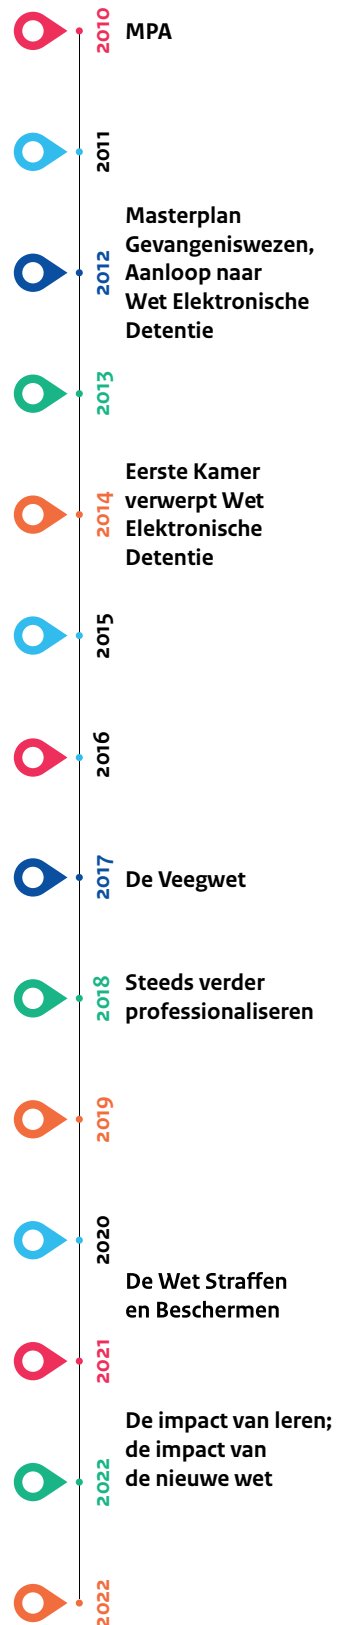 2010
MPA
2011
2012
Masterplan
Gevangeniswezen,
Aanloop naar
Wet Elektronische
Detentie
2013
2014
Eerste Kamer
verwerpt Wet
Elektronische
Detentie
2015
2016
2017
De Veegwet
2018
Steeds verder
professionaliseren
2019
2020
De Wet Straffen
en Beschermen
2021
De impact van leren;
de impact van
de nieuwe wet
2022
2022